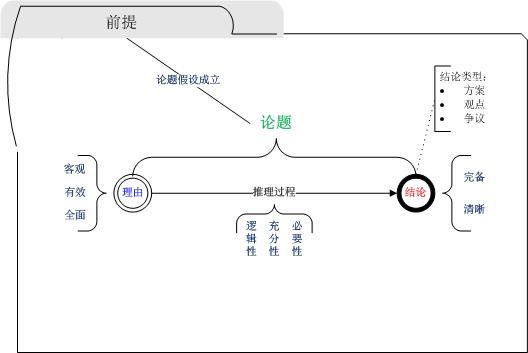 前提
论题假设成立
论题
结论类型：
• 方案
• 观点
• 争议
客观
有效
全面
理由
推理过程
结论
完备
清晰
逻辑性
充分性
必要性